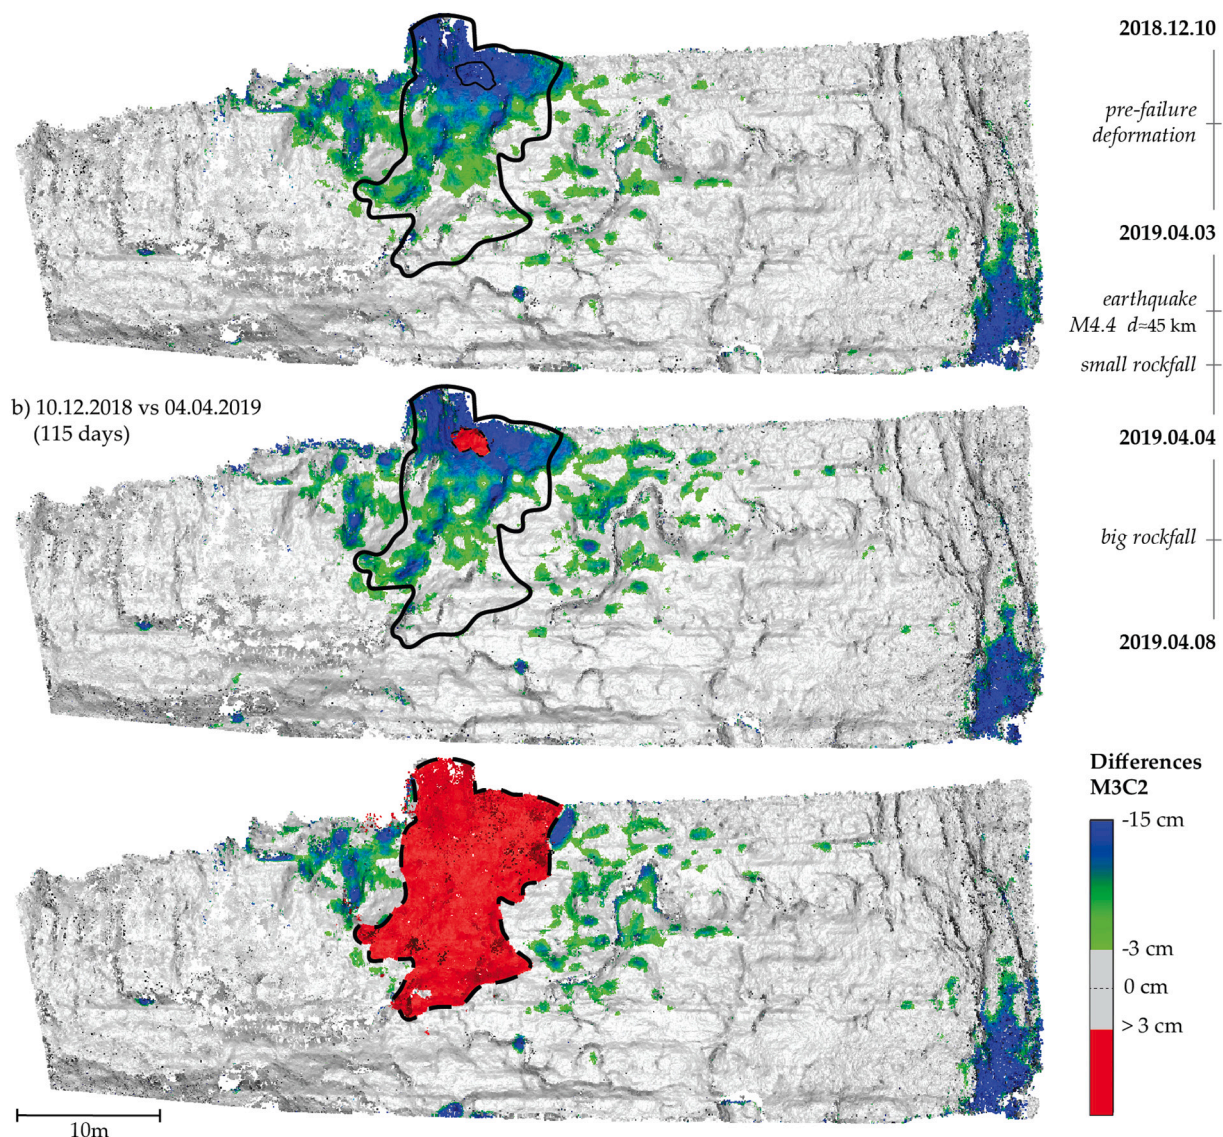 2018.12.10
pre-failure
deformation
2019.04.03
earthquake
M4.4 d≈45 km
small rockfall
b) 10.12.2018 vs 04.04.2019
(115 days)
2019.04.04
big rockfall
2019.04.08
Differences
M3C2
-15 cm
-3 cm
0 cm
> 3 cm
10m